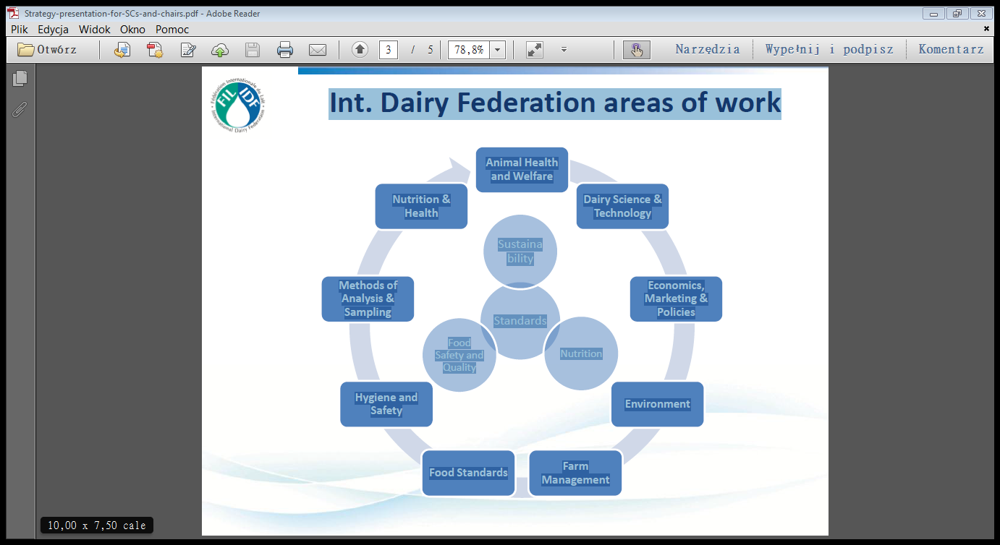 Strategy-presentation-for-SCs-and-chairs.pdf - Adobe Reader
Plik Edycja Widok Okno Pomoc
Otwórz 3 / 5 78,8% Narzędzia Wypełnij i podpisz Komentarz
Fédération Internationale du Lait
FIL IDF
International Dairy Federation
Int. Dairy Federation areas of work
Animal Health
and Welfare
Nutrition &
Health
Dairy Science &
Technology
Sustaina
bility
Methods of
Analysis &
Sampling
Economics,
Marketing &
Policies
Standards
Food
Safety and
Quality
Nutrition
Hygiene and
Safety
Environment
Food Standards
Farm
Management
10,00 x 7,50 cale